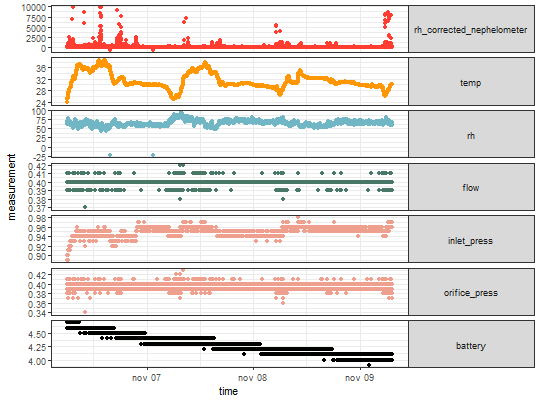 10000
7500
5000
2500
0
rh_corrected_nephelometer
36
32
28
24
temp
100
75
50
25
0
-25
rh
0.42
0.41
0.40
0.39
0.38
0.37
flow
0.98
0.96
0.94
0.92
0.90
inlet_press
0.42
0.40
0.38
0.36
0.34
orifice_press
4.50
4.25
4.00
battery
measurement
nov 07
nov 08
nov 09
time